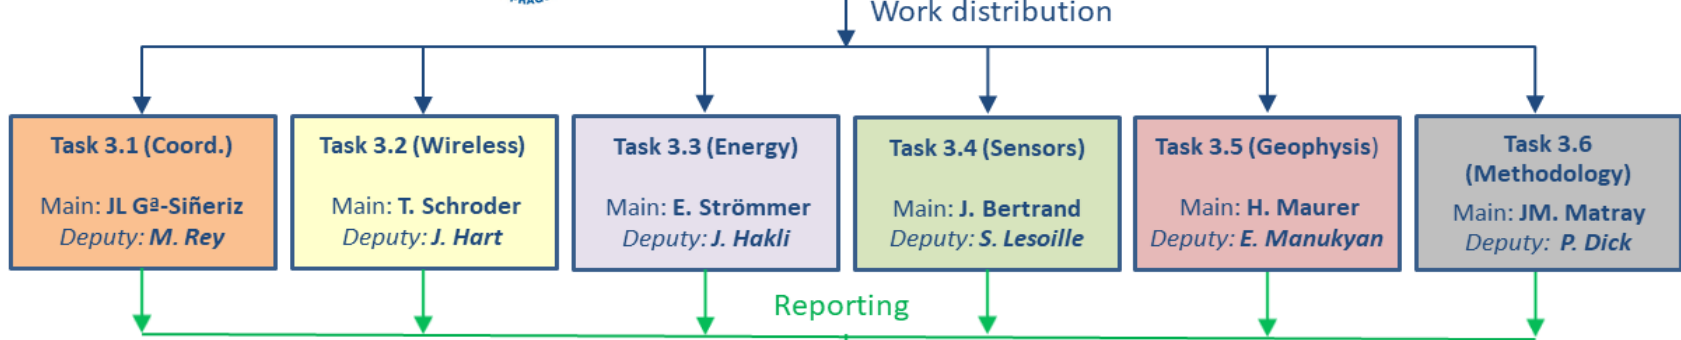 Work distribution
Task 3.1 (Coord.)
Main: JL Gª-Siñeriz
Deputy: M. Rey
Task 3.2 (Wireless)
Main: T. Schroder
Deputy: J. Hart
Task 3.3 (Energy)
Main: E. Strömmer
Deputy: J. Hakli
Task 3.4 (Sensors)
Main: J. Bertrand
Deputy: S. Lesoille
Task 3.5 (Geophysis)
Main: H. Maurer
Deputy: E. Manukyan
Task 3.6
(Methodology)
Main: JM. Matray
Deputy: P. Dick
Reporting